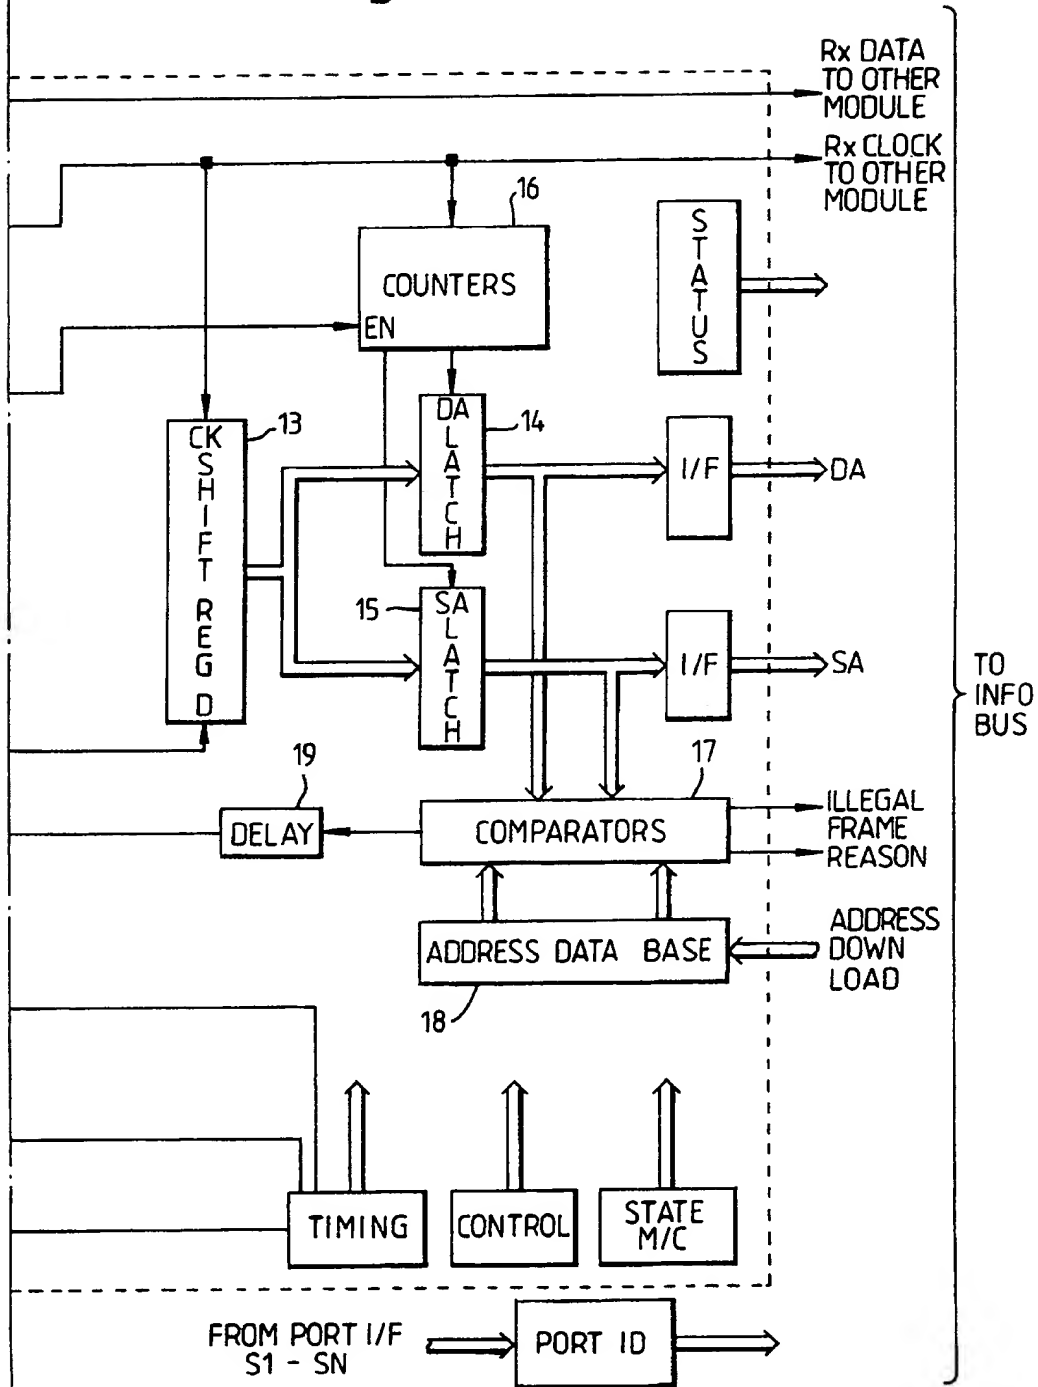 Rx DATA
TO OTHER
MODULE
Rx CLOCK
TO OTHER
MODULE
16
COUNTERS
EN
STATUS
13
CK
SHIFT REG D
DA
LATCH
14
I/F
DA
15
SA
LATCH
I/F
SA
TO
INFO
BUS
19
DELAY
17
COMPARATORS
ILLEGAL
FRAME
REASON
ADDRESS DATA BASE
18
ADDRESS
DOWN
LOAD
TIMING
CONTROL
STATE
M/C
FROM PORT I/F
S1 - SN
PORT ID